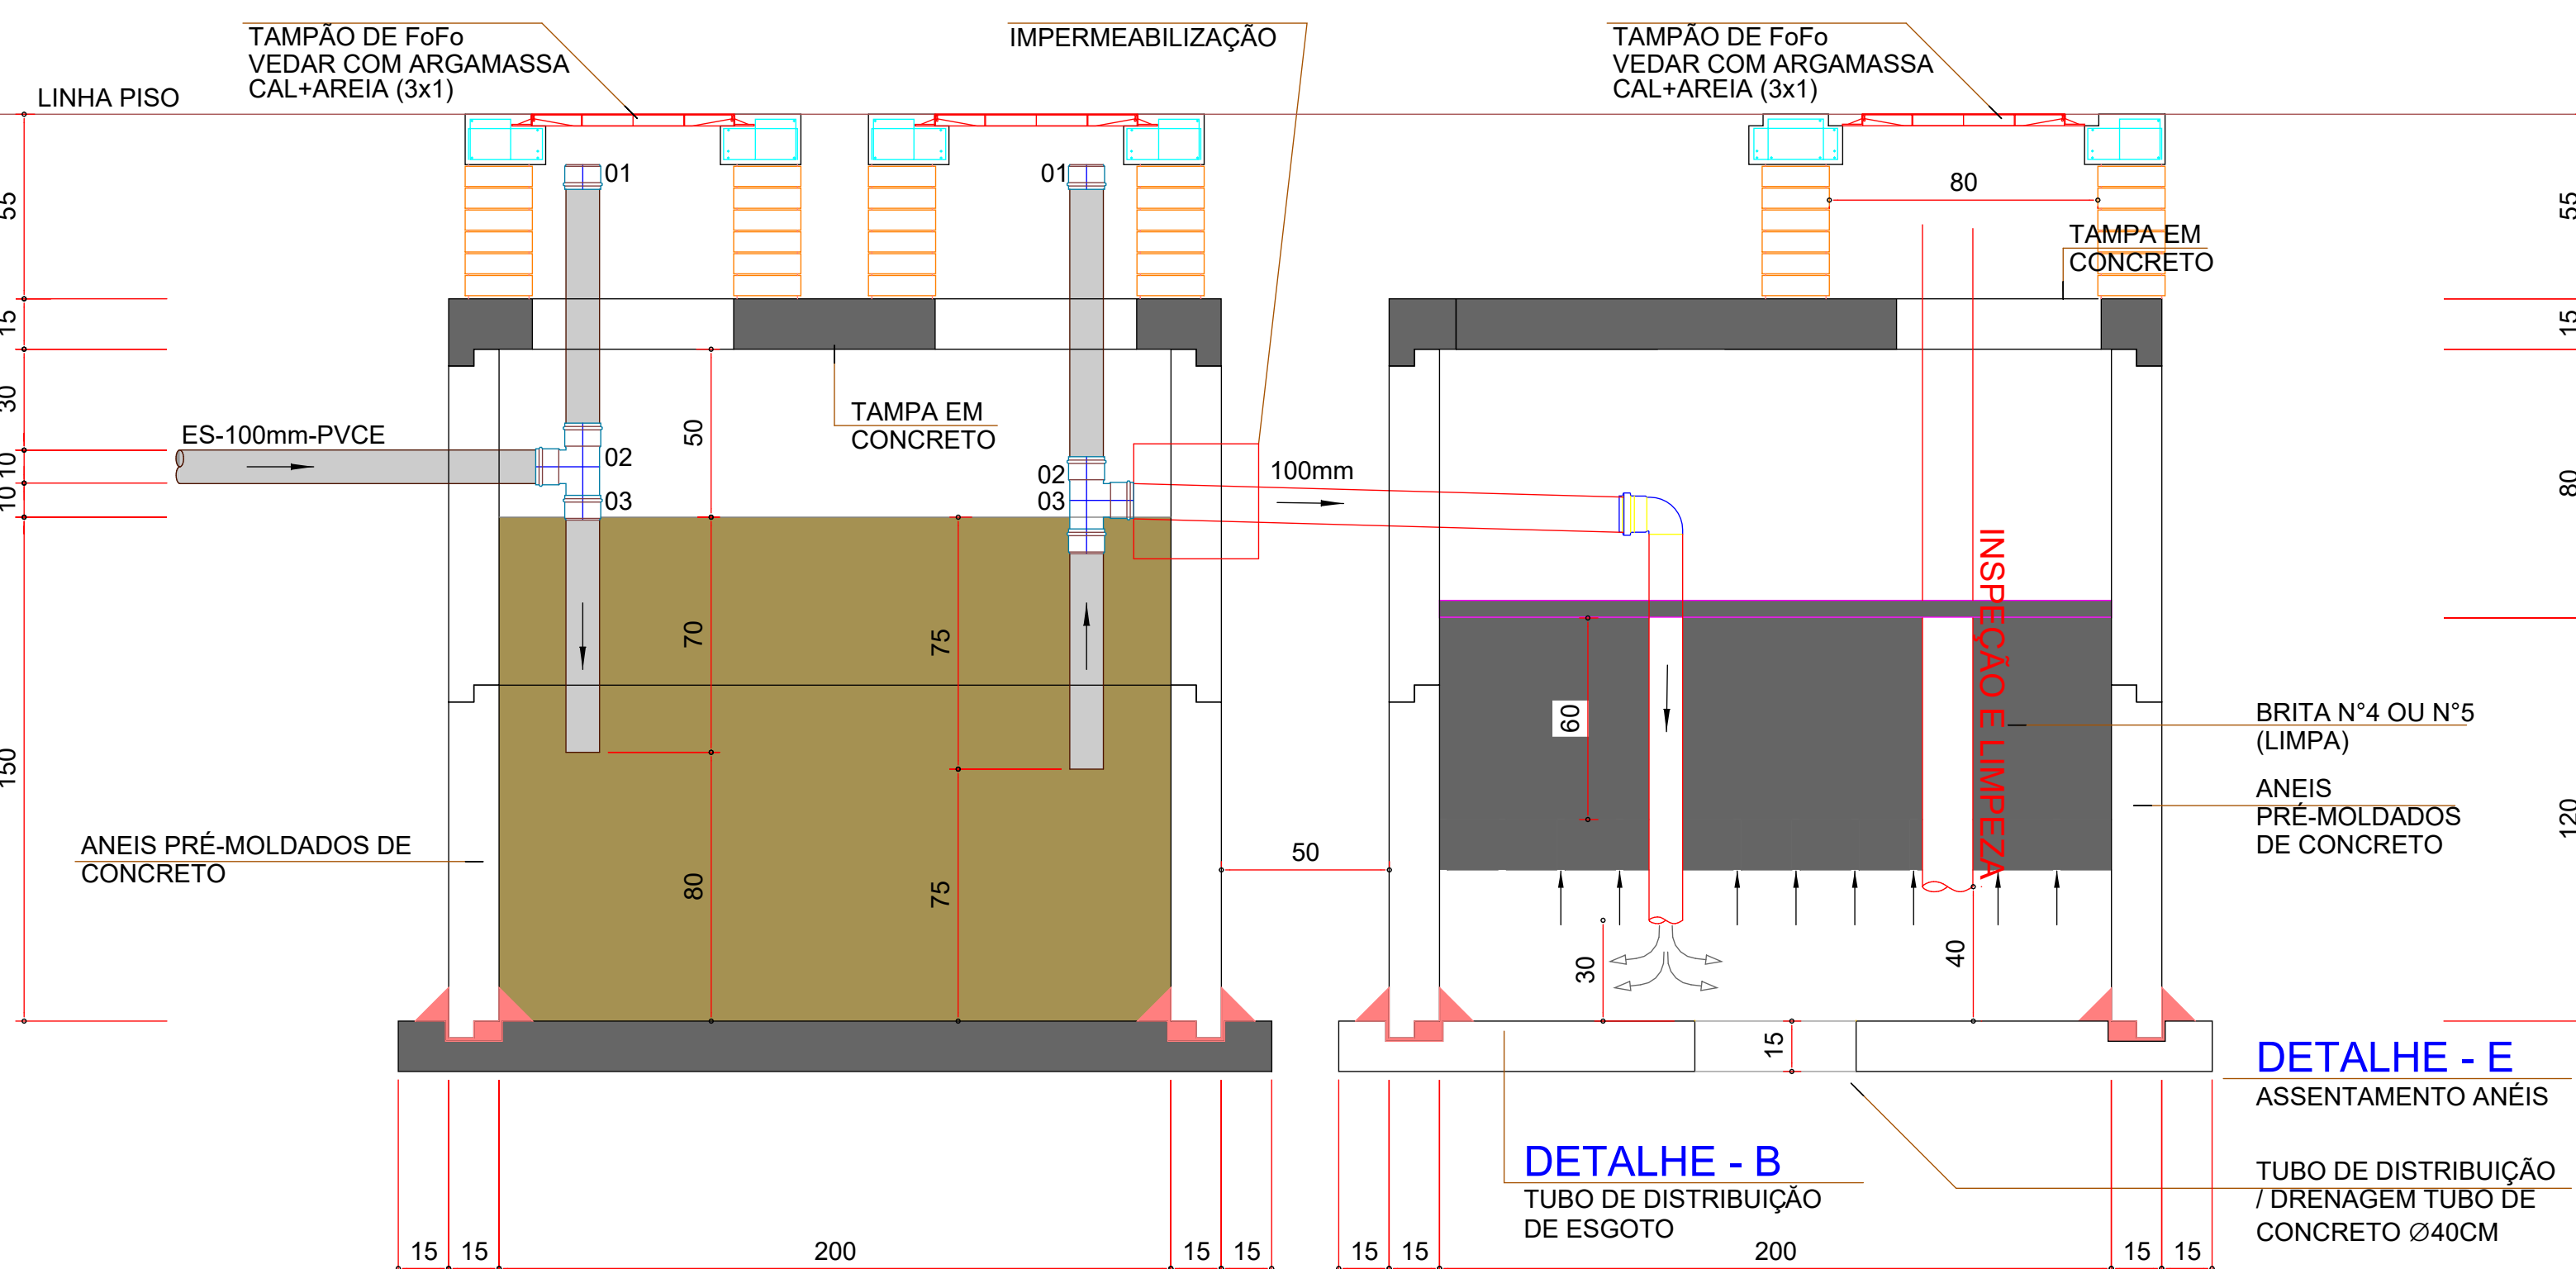 TAMPÃO DE FoFo
VEDAR COM ARGAMASSA
CAL+AREIA (3x1)
IMPERMEABILIZAÇÃO
TAMPÃO DE FoFo
VEDAR COM ARGAMASSA
CAL+AREIA (3x1)
LINHA PISO
01
01
80
55
55
TAMPA EM
CONCRETO
15
15
30
50
TAMPA EM
CONCRETO
ES-100mm-PVCE
10
10
02
03
02
03
100mm
80
70
75
INSPEÇÃO E LIMPEZA
60
BRITA N°4 OU N°5
(LIMPA)
150
ANEIS
PRÉ-MOLDADOS
DE CONCRETO
120
ANEIS PRÉ-MOLDADOS DE
CONCRETO
80
75
50
30
40
15
DETALHE - E
ASSENTAMENTO ANÉIS
DETALHE - B
TUBO DE DISTRIBUIÇÃO
DE ESGOTO
TUBO DE DISTRIBUIÇÃO
/ DRENAGEM TUBO DE
CONCRETO Ø40CM
15 15 200 15 15 15 15 200 15 15